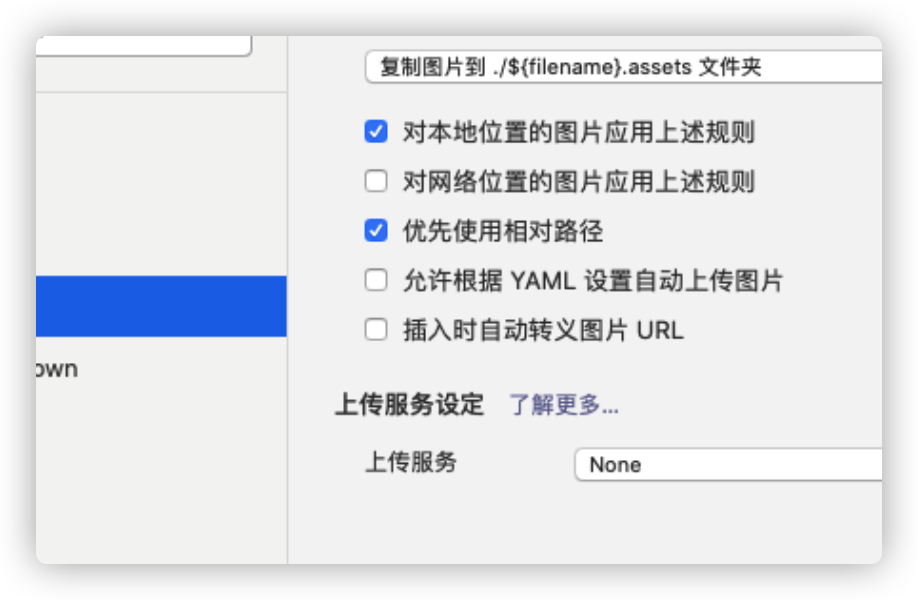 复制图片到 ./${filename}.assets 文件夹
对本地位置的图片应用上述规则
对网络位置的图片应用上述规则
优先使用相对路径
允许根据 YAML 设置自动上传图片
插入时自动转义图片 URL
own
上传服务设定 了解更多...
上传服务 None